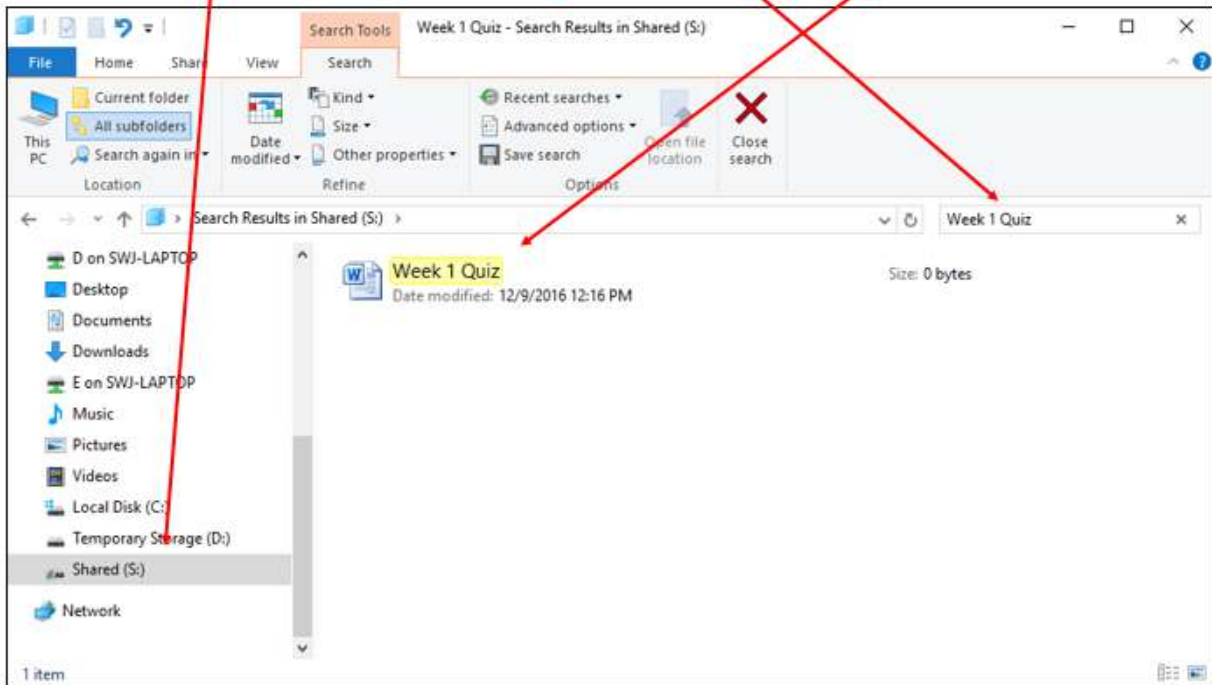 Search Tools
Week 1 Quiz - Search Results in Shared (S:)
File Home Share View Search
This PC
Current folder
All subfolders
Search again in
Location
Date modified
Kind
Size
Other properties
Refine
Recent searches
Advanced options
Save search
Options
Open file location
Close search
Search Results in Shared (S:)
Week 1 Quiz
D on SWJ-LAPTOP
Desktop
Documents
Downloads
E on SWJ-LAPTOP
Music
Pictures
Videos
Local Disk (C:)
Temporary Storage (D:)
Shared (S:)
Network
Week 1 Quiz
Date modified: 12/9/2016 12:16 PM
Size: 0 bytes
1 item